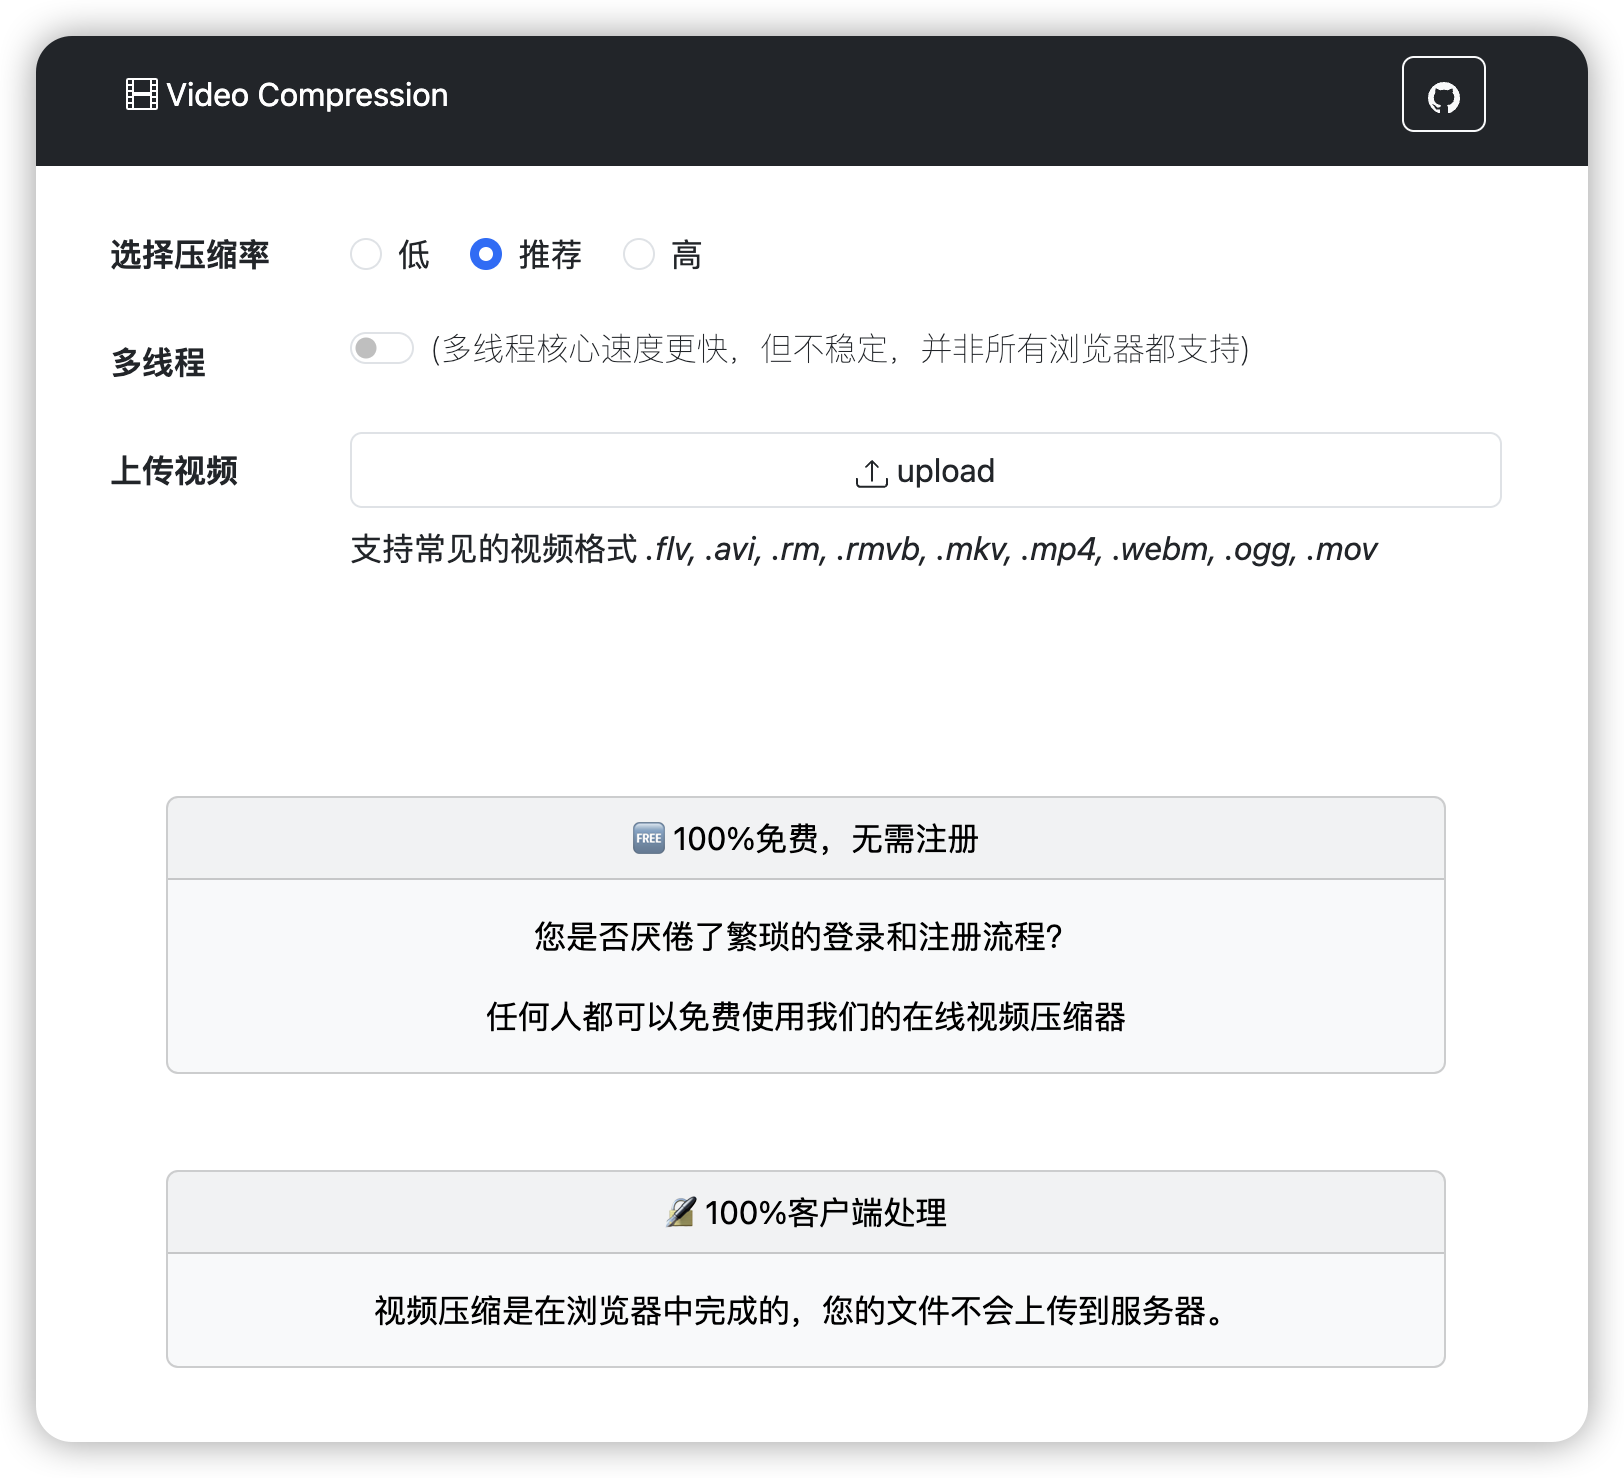 Video Compression
选择压缩率 低 推荐 高
多线程 (多线程核心速度更快，但不稳定，并非所有浏览器都支持)
上传视频 upload
支持常见的视频格式 .flv, .avi, .rm, .rmvb, .mkv, .mp4, .webm, .ogg, .mov
FREE 100%免费，无需注册
您是否厌倦了繁琐的登录和注册流程?
任何人都可以免费使用我们的在线视频压缩器
100%客户端处理
视频压缩是在浏览器中完成的，您的文件不会上传到服务器。